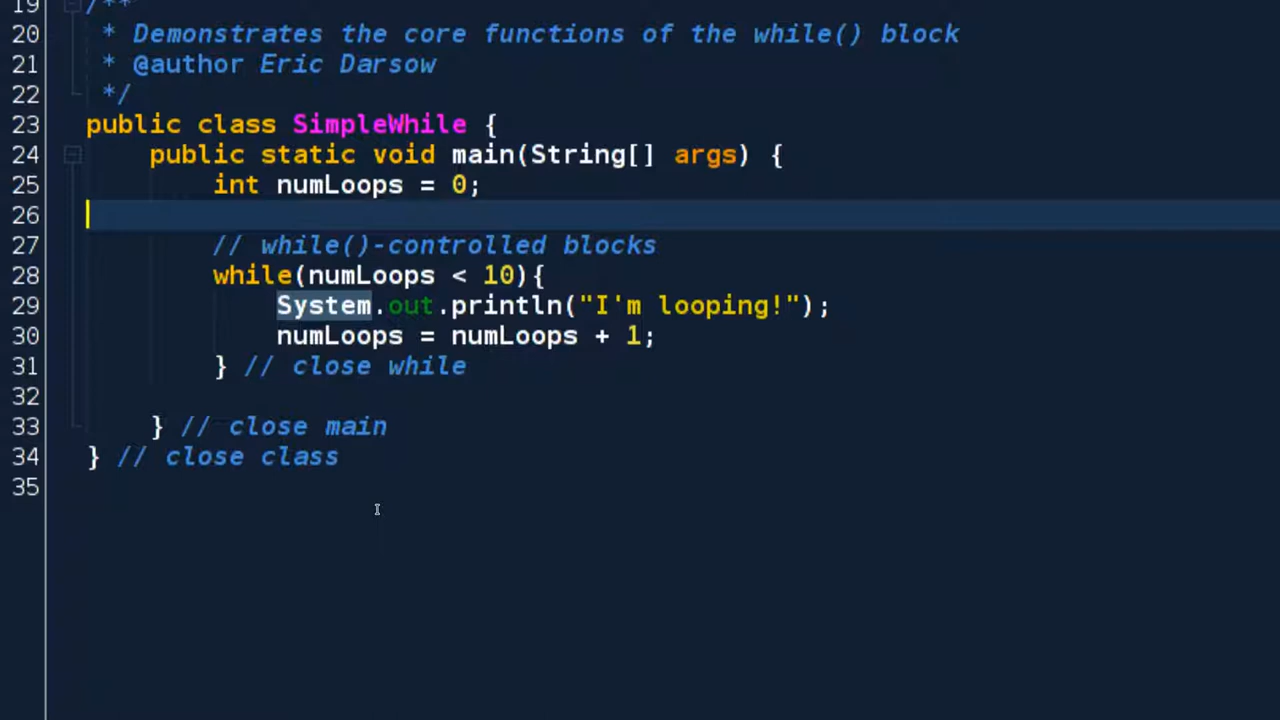 19 /**
20 * Demonstrates the core functions of the while() block
21 * @author Eric Darsow
22 */
23 public class SimpleWhile {
24 public static void main(String[] args) {
25 int numLoops = 0;
26
27 // while()-controlled blocks
28 while(numLoops < 10){
29 System.out.println("I'm looping!");
30 numLoops = numLoops + 1;
31 } // close while
32
33 } // close main
34 } // close class
35